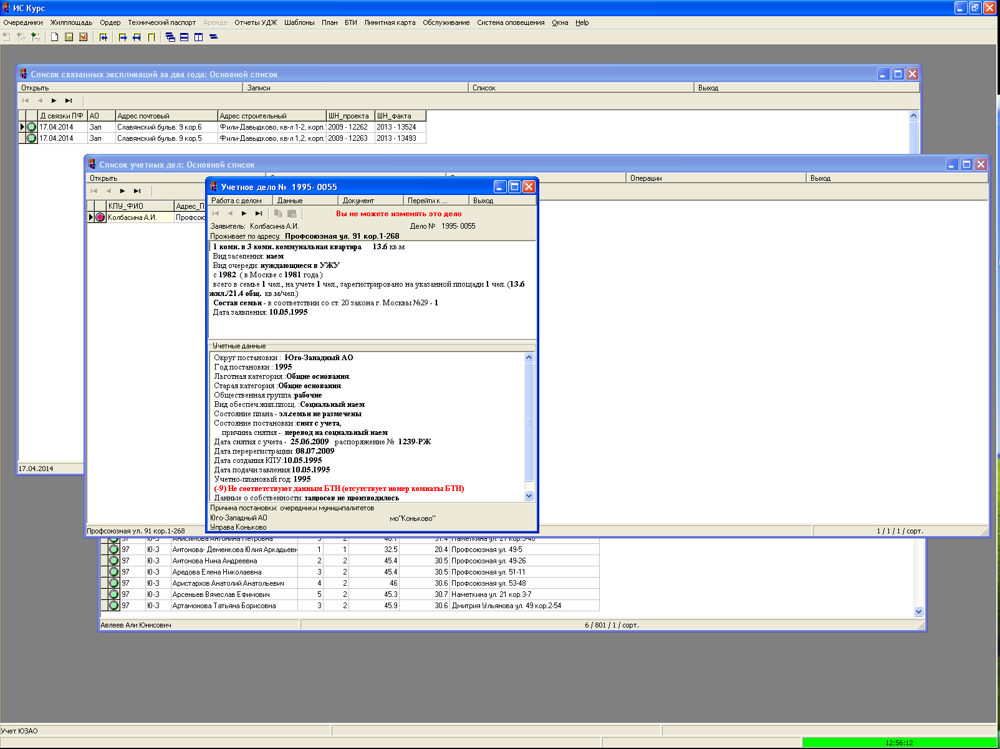 ИС Курс
Очередники Жилплощадь Ордер Технический паспорт Аренда Отчеты УДЖ Шаблоны План БТИ Лимитная карта Обслуживание Система оповещения Окна Help
Список связанных экспликаций за два года: Основной список
Открыть Записи Список Выход
Д связки ПФ АО Адрес почтовый Адрес строительный ШН_проекта ШН_факта
17.04.2014 Зап Славянский бульв. 9 кор.6 Фили-Давыдково, кв-л 1-2, корп. 2009 - 12262 2013 - 13524
17.04.2014 Зап Славянский бульв. 9 кор.5 Фили-Давыдково, кв-л 1,2, корп. 2009 - 12263 2013 - 13493
17.04.2014
Список учетных дел: Основной список
Открыть Операции Выход
КПУ_ФИО Адрес_П
Колбасина А.И. Профсок
Профсоюзная ул. 91 кор.1-268 1 / 1 / 1 / сорт.
Учетное дело № 1995- 0055
Работа с делом Данные Документ Перейти к ... Выход
Вы не можете изменять это дело
Заявитель: Колбасина А.И. Дело № 1995- 0055
Проживает по адресу: Профсоюзная ул. 91 кор.1-268
1 комн. в 3 комн. коммунальная квартира 13.6 кв.м
Вид заселения: наем
Вид очереди: нуждающиеся в УЖУ
с 1982 ( в Москве с 1981 года )
всего в семье 1 чел., на учете 1 чел., зарегистрировано на указанной площади 1 чел. (13.6
жил./21.4 общ. кв.м/чел.)
Состав семьи - в соответствии со ст. 20 закона г. Москвы №29 - 1
Дата заявления: 10.05.1995
Учетные данные
Округ постановки : Юго-Западный АО
Год постановки : 1995
Льготная категория :Общие основания
Старая категория :Общие основания
Общественная группа :рабочие
Вид обеспеч.жил.площ. :Социальный наем
Состояние плана - эл.семьи не размечены
Состояние постановки :снят с учета,
причина снятия - перевод на социальный наем
Дата снятия с учета - 25.06.2009 распоряжение № 1239-РЖ
Дата перерегистрации :08.07.2009
Дата создания КПУ:10.05.1995
Дата подачи завления:10.05.1995
Учетно-плановый год: 1995
(-9) Не соответствуют данным БТИ (отсутствует номер комнаты БТИ)
Данные о собственности: запросов не производилось
Причина постановки: очередники муниципалитетов
Юго-Западный АО мо"Коньково"
Управа Коньково
97 Ю-3 Анисимова Антонина Петровна 3 2 46.1 31.4 Наметкина ул. 21 кор.3-40
97 Ю-3 Антонова- Деменкова Юлия Аркадьевн 1 1 32.5 20.4 Профсоюзная ул. 49-5
97 Ю-3 Антонова Нина Андреевна 2 2 45.4 30.5 Профсоюзная ул. 49-26
97 Ю-3 Аредова Елена Николаевна 3 2 45.4 30.5 Профсоюзная ул. 51-11
97 Ю-3 Аристархов Анатолий Анатольевич 4 2 46 30.6 Профсоюзная ул. 53-48
97 Ю-3 Арсеньев Вячеслав Ефимович 5 2 45.3 30.7 Наметкина ул. 21 кор.3-7
97 Ю-3 Артамонова Татьяна Борисовна 3 2 45.9 30.6 Дмитрия Ульянова ул. 49 кор.2-54
Авлеев Али Юнисович 6 / 801 / 1 / сорт.
Учет ЮЗАО
12:56:12